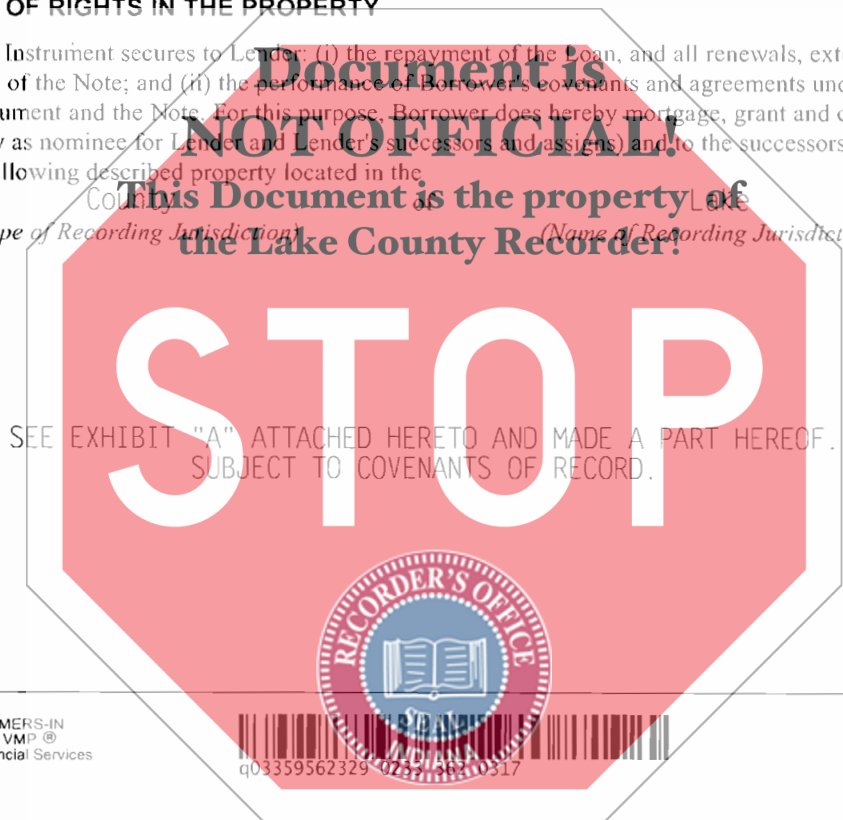 OF RIGHTS IN THE PROPERTY
Instrument secures to Lender: (i) the repayment of the Loan, and all renewals, ext
of the Note; and (ii) the performance of Borrower's covenants and agreements un
ument and the Note. For this purpose, Borrower does hereby mortgage, grant and c
y as nominee for Lender and Lender's successors and assigns) and to the successors
llowing described property located in the
County of Lake
pe of Recording Jurisdiction) (Name of Recording Jurisdict
Document is
NOT OFFICIAL!
This Document is the property of
the Lake County Recorder!
STOP
SEE EXHIBIT "A" ATTACHED HERETO AND MADE A PART HEREOF.
SUBJECT TO COVENANTS OF RECORD.
RECORDER'S OFFICE
SEAL
INDIANA
MERS-IN
VMP ®
ncial Services
q03359562329 0233 363 0317